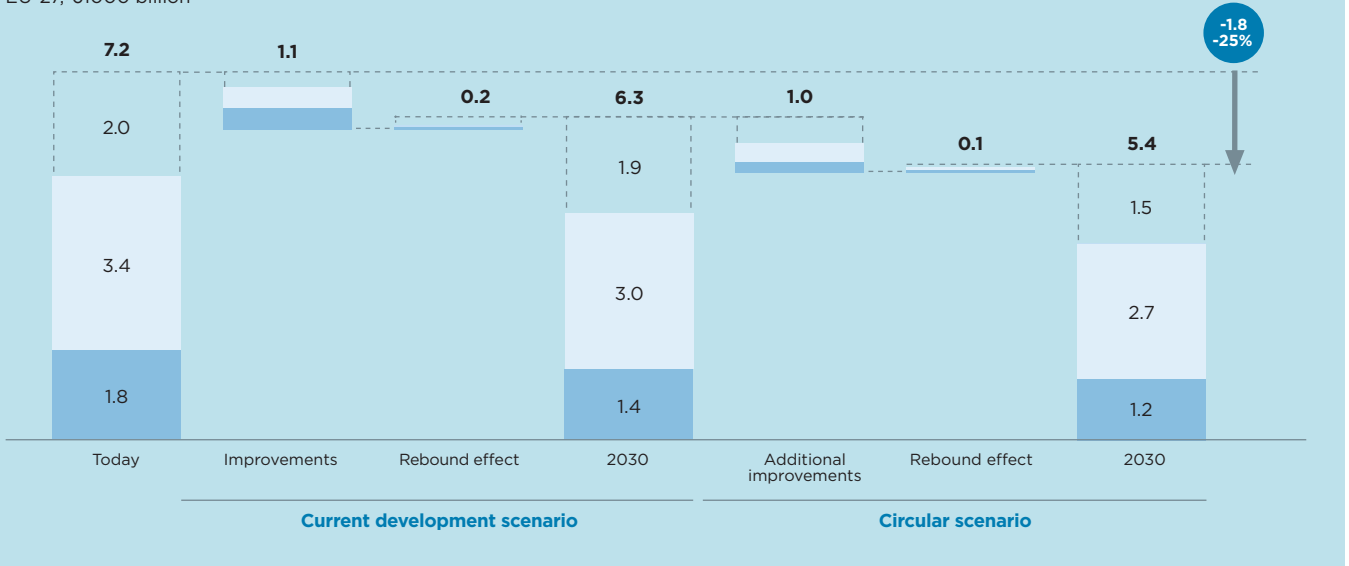 7.2
1.1
0.2
6.3
1.0
0.1
5.4
-1.8
-25%
2.0
3.4
1.8
1.9
3.0
1.4
1.5
2.7
1.2
Today
Improvements
Rebound effect
2030
Additional
improvements
Rebound effect
2030
Current development scenario
Circular scenario